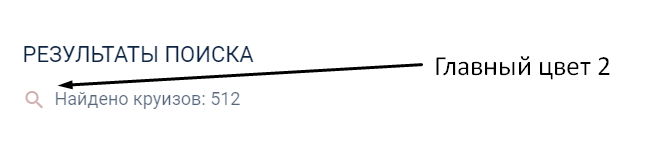 РЕЗУЛЬТАТЫ ПОИСКА
Главный цвет 2
Найдено круизов: 512